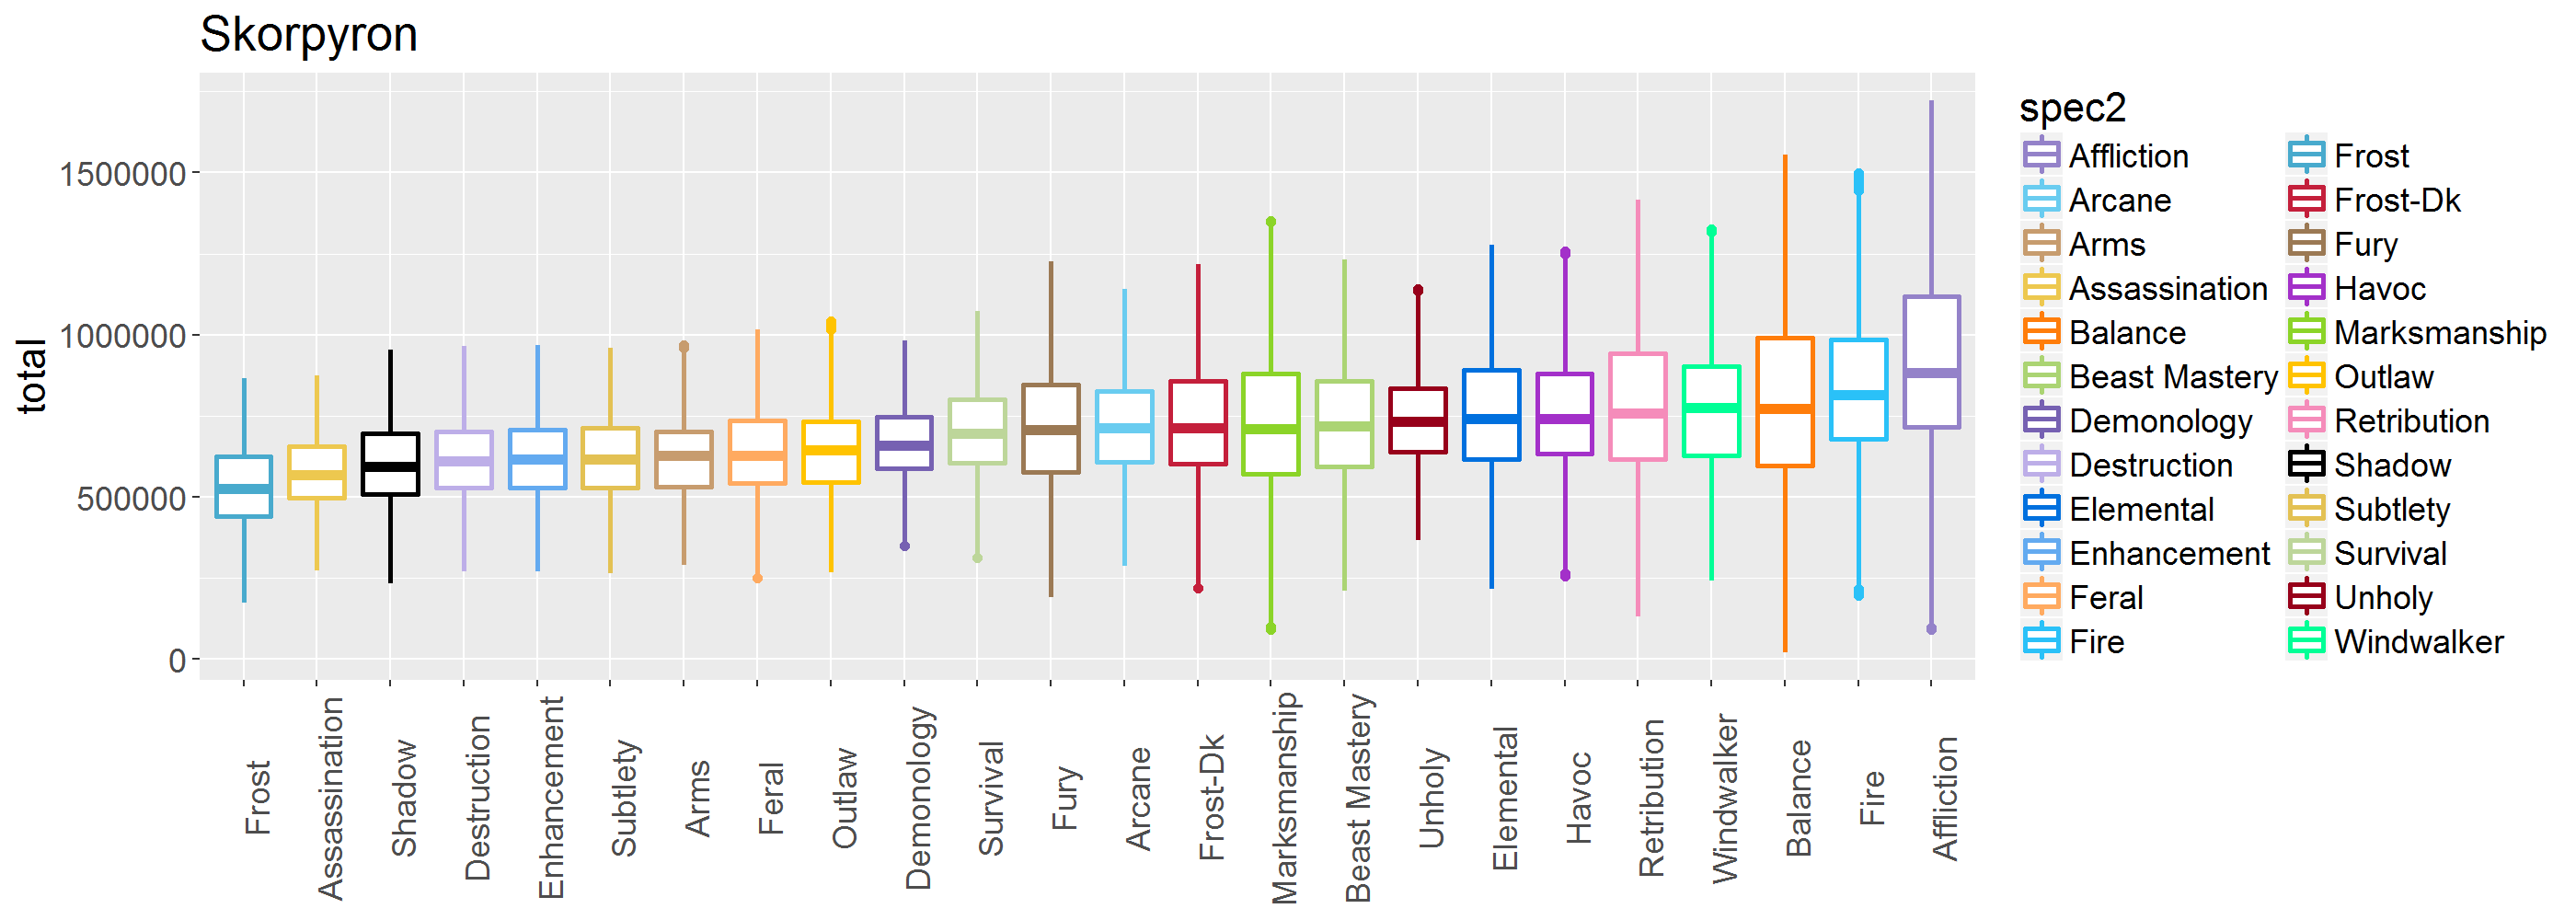 Skorpyron
total
1500000
1000000
500000
0
Frost
Assassination
Shadow
Destruction
Enhancement
Subtlety
Arms
Feral
Outlaw
Demonology
Survival
Fury
Arcane
Frost-Dk
Marksmanship
Beast Mastery
Unholy
Elemental
Havoc
Retribution
Windwalker
Balance
Fire
Affliction
spec2
Affliction
Arcane
Arms
Assassination
Balance
Beast Mastery
Demonology
Destruction
Elemental
Enhancement
Feral
Fire
Frost
Frost-Dk
Fury
Havoc
Marksmanship
Outlaw
Retribution
Shadow
Subtlety
Survival
Unholy
Windwalker